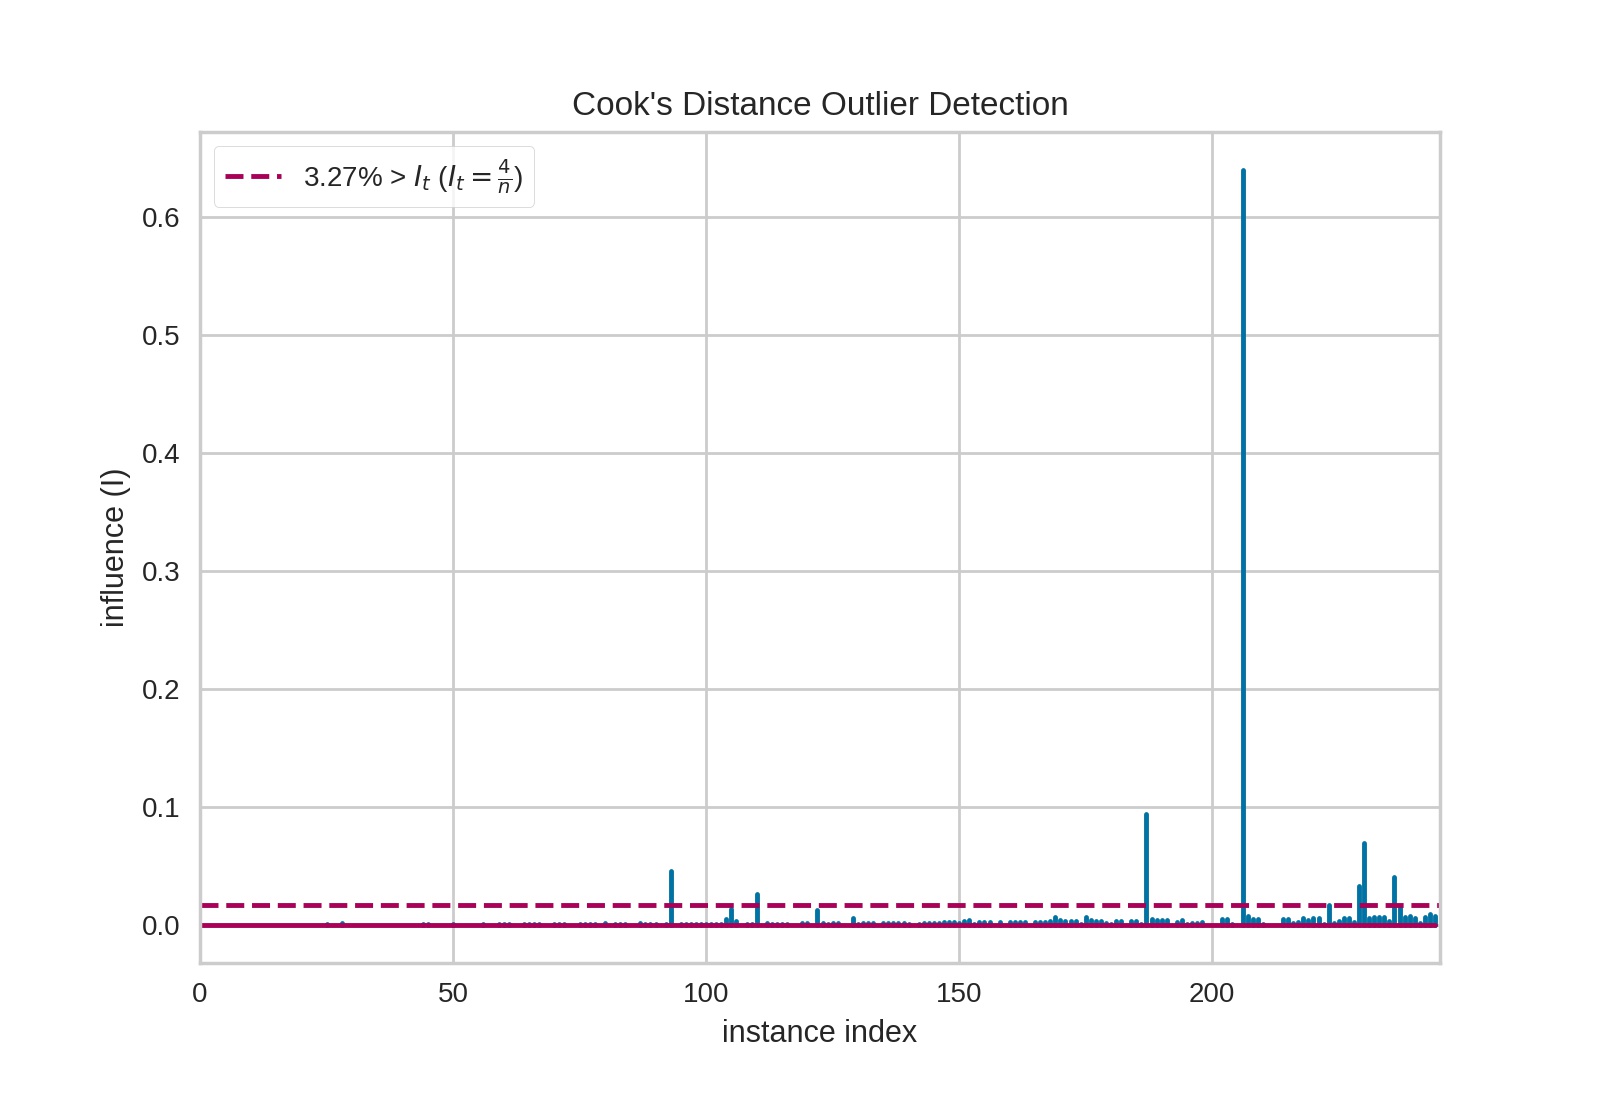 Cook's Distance Outlier Detection
3.27% > I_t (I_t = 4/n)
0.6
0.5
0.4
0.3
0.2
0.1
0.0
influence (I)
0 50 100 150 200
instance index